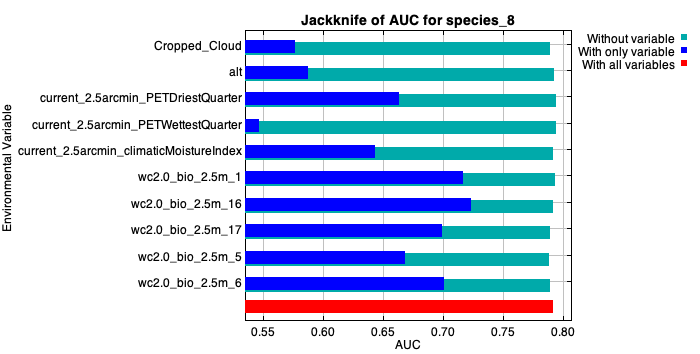 Jackknife of AUC for species_8
Without variable
With only variable
With all variables
Environmental Variable
Cropped_Cloud
alt
current_2.5arcmin_PETDriestQuarter
current_2.5arcmin_PETWettestQuarter
current_2.5arcmin_climaticMoistureIndex
wc2.0_bio_2.5m_1
wc2.0_bio_2.5m_16
wc2.0_bio_2.5m_17
wc2.0_bio_2.5m_5
wc2.0_bio_2.5m_6
0.55 0.60 0.65 0.70 0.75 0.80
AUC